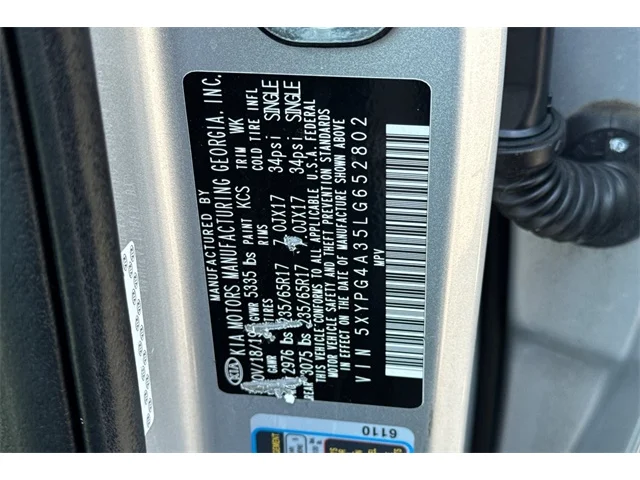 MANUFACTURED BY
KIA MOTORS MANUFACTURING GEORGIA. INC.
KIA
GVWR 5335 lbs PAINT KCS TRIM WK
TIRES RIMS COLD TIRE INFL
GAWR
2976 lbs 235/65R17 7.0JX17 34psi SINGLE
REAR 3075 lbs 235/65R17 .0JX17 34psi SINGLE
THIS VEHICLE CONFORMS TO ALL APPLICABLE U.S.A. FEDERAL
MOTOR VEHICLE SAFETY AND THEFT PREVENTION STANDARDS
IN EFFECT ON THE DATE OF MANUFACTURE SHOWN ABOVE
VIN 5XYPG4A35LG652802
MPV
6110